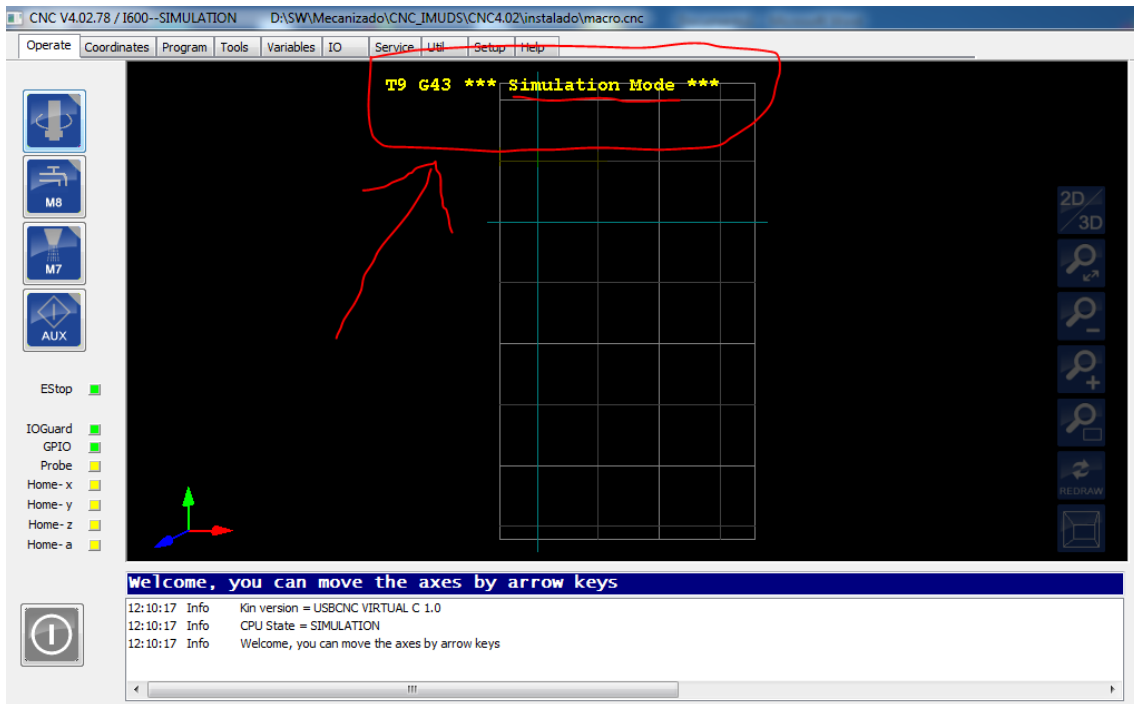 CNC V4.02.78 / I600--SIMULATION D:\SW\Mecanizado\CNC_IMUDS\CNC4.02\instalado\macro.cnc
Operate Coordinates Program Tools Variables IO Service Util Setup Help
T9 G43 *** Simulation Mode ***
M8
M7
AUX
2D/3D
REDRAW
EStop
IOGuard
GPIO
Probe
Home- x
Home- y
Home- z
Home- a
Welcome, you can move the axes by arrow keys
12:10:17 Info Kin version = USBCNC VIRTUAL C 1.0
12:10:17 Info CPU State = SIMULATION
12:10:17 Info Welcome, you can move the axes by arrow keys